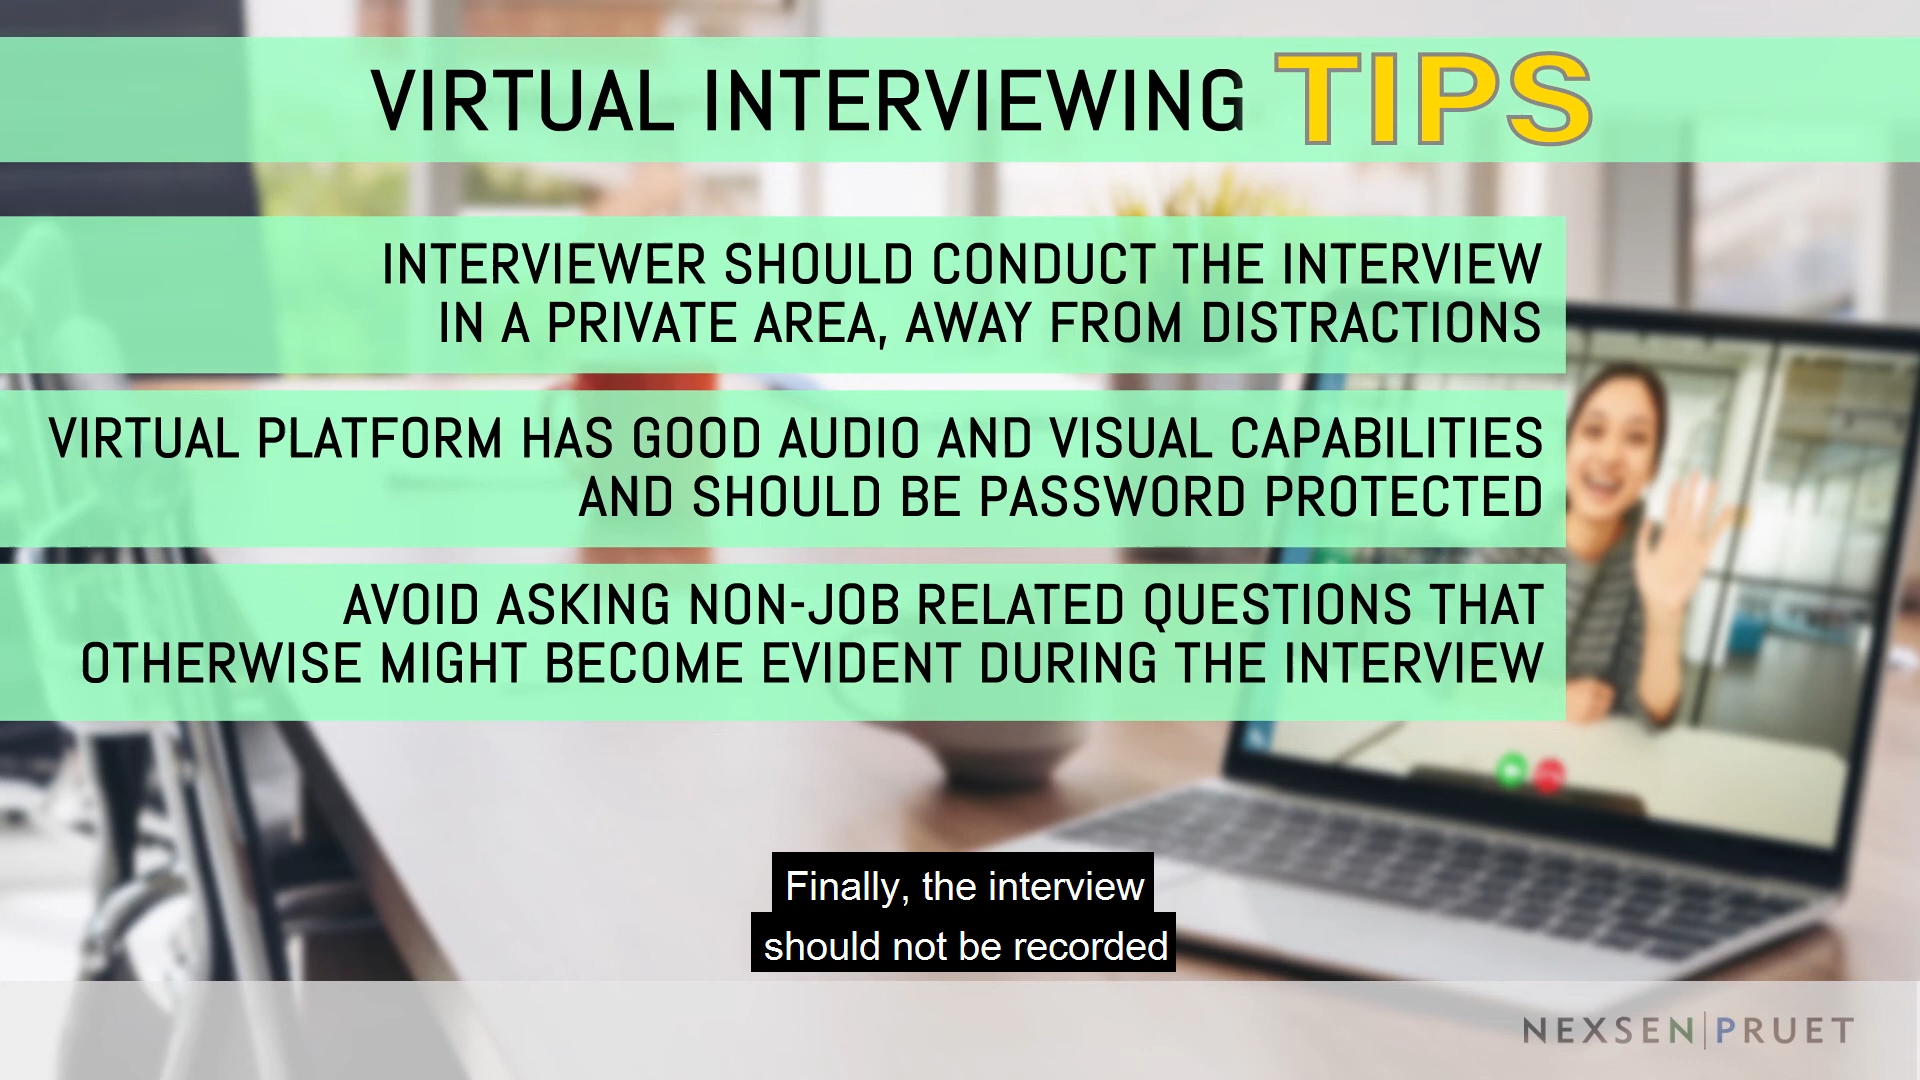 VIRTUAL INTERVIEWING TIPS
INTERVIEWER SHOULD CONDUCT THE INTERVIEW
IN A PRIVATE AREA, AWAY FROM DISTRACTIONS
VIRTUAL PLATFORM HAS GOOD AUDIO AND VISUAL CAPABILITIES
AND SHOULD BE PASSWORD PROTECTED
AVOID ASKING NON-JOB RELATED QUESTIONS THAT
OTHERWISE MIGHT BECOME EVIDENT DURING THE INTERVIEW
Finally, the interview
should not be recorded
NEXSEN|PRUET